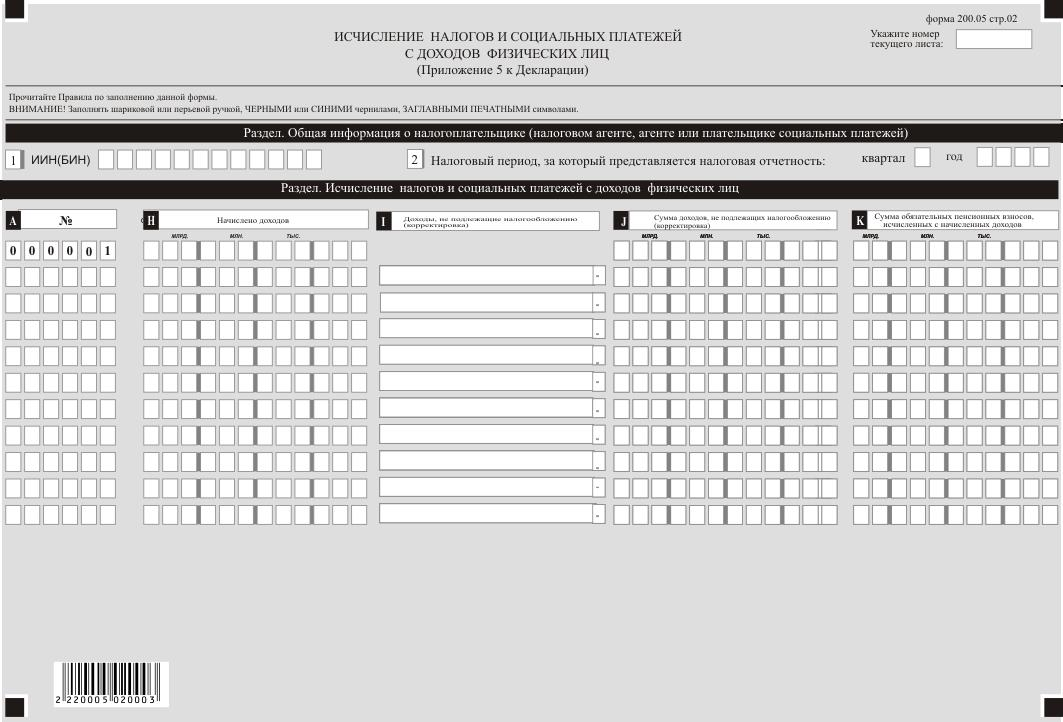 форма 200.05 стр.02
ИСЧИСЛЕНИЕ НАЛОГОВ И СОЦИАЛЬНЫХ ПЛАТЕЖЕЙ
С ДОХОДОВ ФИЗИЧЕСКИХ ЛИЦ
(Приложение 5 к Декларации)
Укажите номер
текущего листа:
Прочитайте Правила по заполнению данной формы.
ВНИМАНИЕ! Заполнять шариковой или перьевой ручкой, ЧЕРНЫМИ или СИНИМИ чернилами, ЗАГЛАВНЫМИ ПЕЧАТНЫМИ символами.
Раздел. Общая информация о налогоплательщике (налоговом агенте, агенте или плательщике социальных платежей)
1 ИИН(БИН) 2 Налоговый период, за который представляется налоговая отчетность: квартал год
Раздел. Исчисление налогов и социальных платежей с доходов физических лиц
A №
H Начислено доходов
I Доходы, не подлежащие налогообложению
(корректировка)
J Сумма доходов, не подлежащих налогообложению
(корректировка)
K Сумма обязательных пенсионных взносов,
исчисленных с начисленных доходов
МЛРД. МЛН. ТЫС. МЛРД. МЛН. ТЫС. МЛРД. МЛН. ТЫС.
0 0 0 0 0 1
2 220005 020003